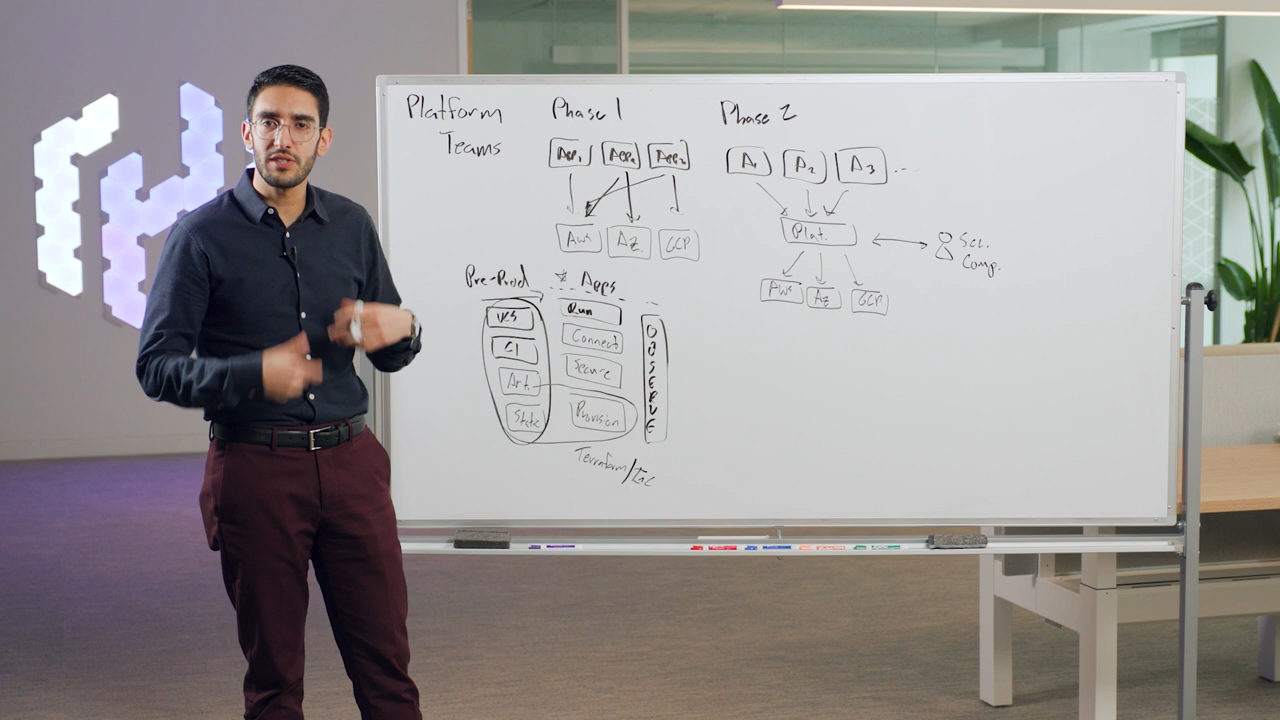 Platform
Teams
Phase 1
Phase 2
App1 App2 App3
A1 A2 A3 ...
AWS AZ GCP
Plat.
Sec.
Comp.
AWS AZ GCP
Pre-Prod
Apps
VCS
CI
Art.
State
Run
Connect
Secure
Provision
OBSERVE
Terraform/IaC